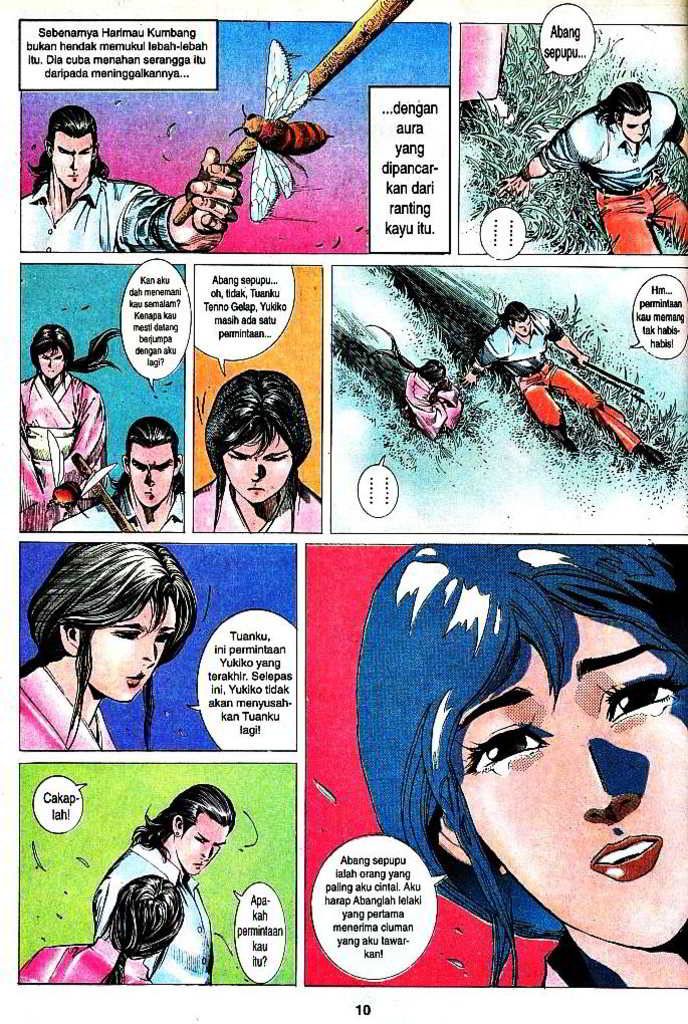 Sebenarnya Harimau Kumbang
bukan hendak memukul lebah-lebah
itu. Dia cuba menahan serangga itu
daripada meninggalkannya...
...dengan
aura
yang
dipancar-
kan dari
ranting
kayu itu.
Abang
sepupu...
Kan aku
dah menemani
kau semalam?
Kenapa kau
mesti datang
berjumpa
dengan aku
lagi?
Abang sepupu...
oh, tidak, Tuanku
Tenno Gelap, Yukiko
masih ada satu
permintaan...
Hm...
permintaan
kau memang
tak habis-
habis!
Tuanku,
ini permintaan
Yukiko yang
terakhir. Selepas
ini, Yukiko tidak
akan menyusah-
kan Tuanku
lagi!
Cakap-
lah!
Apa-
kah
permintaan
kau
itu?
Abang sepupu
ialah orang yang
paling aku cintai. Aku
harap Abanglah lelaki
yang pertama
menerima ciuman
yang aku tawar-
kan!
10